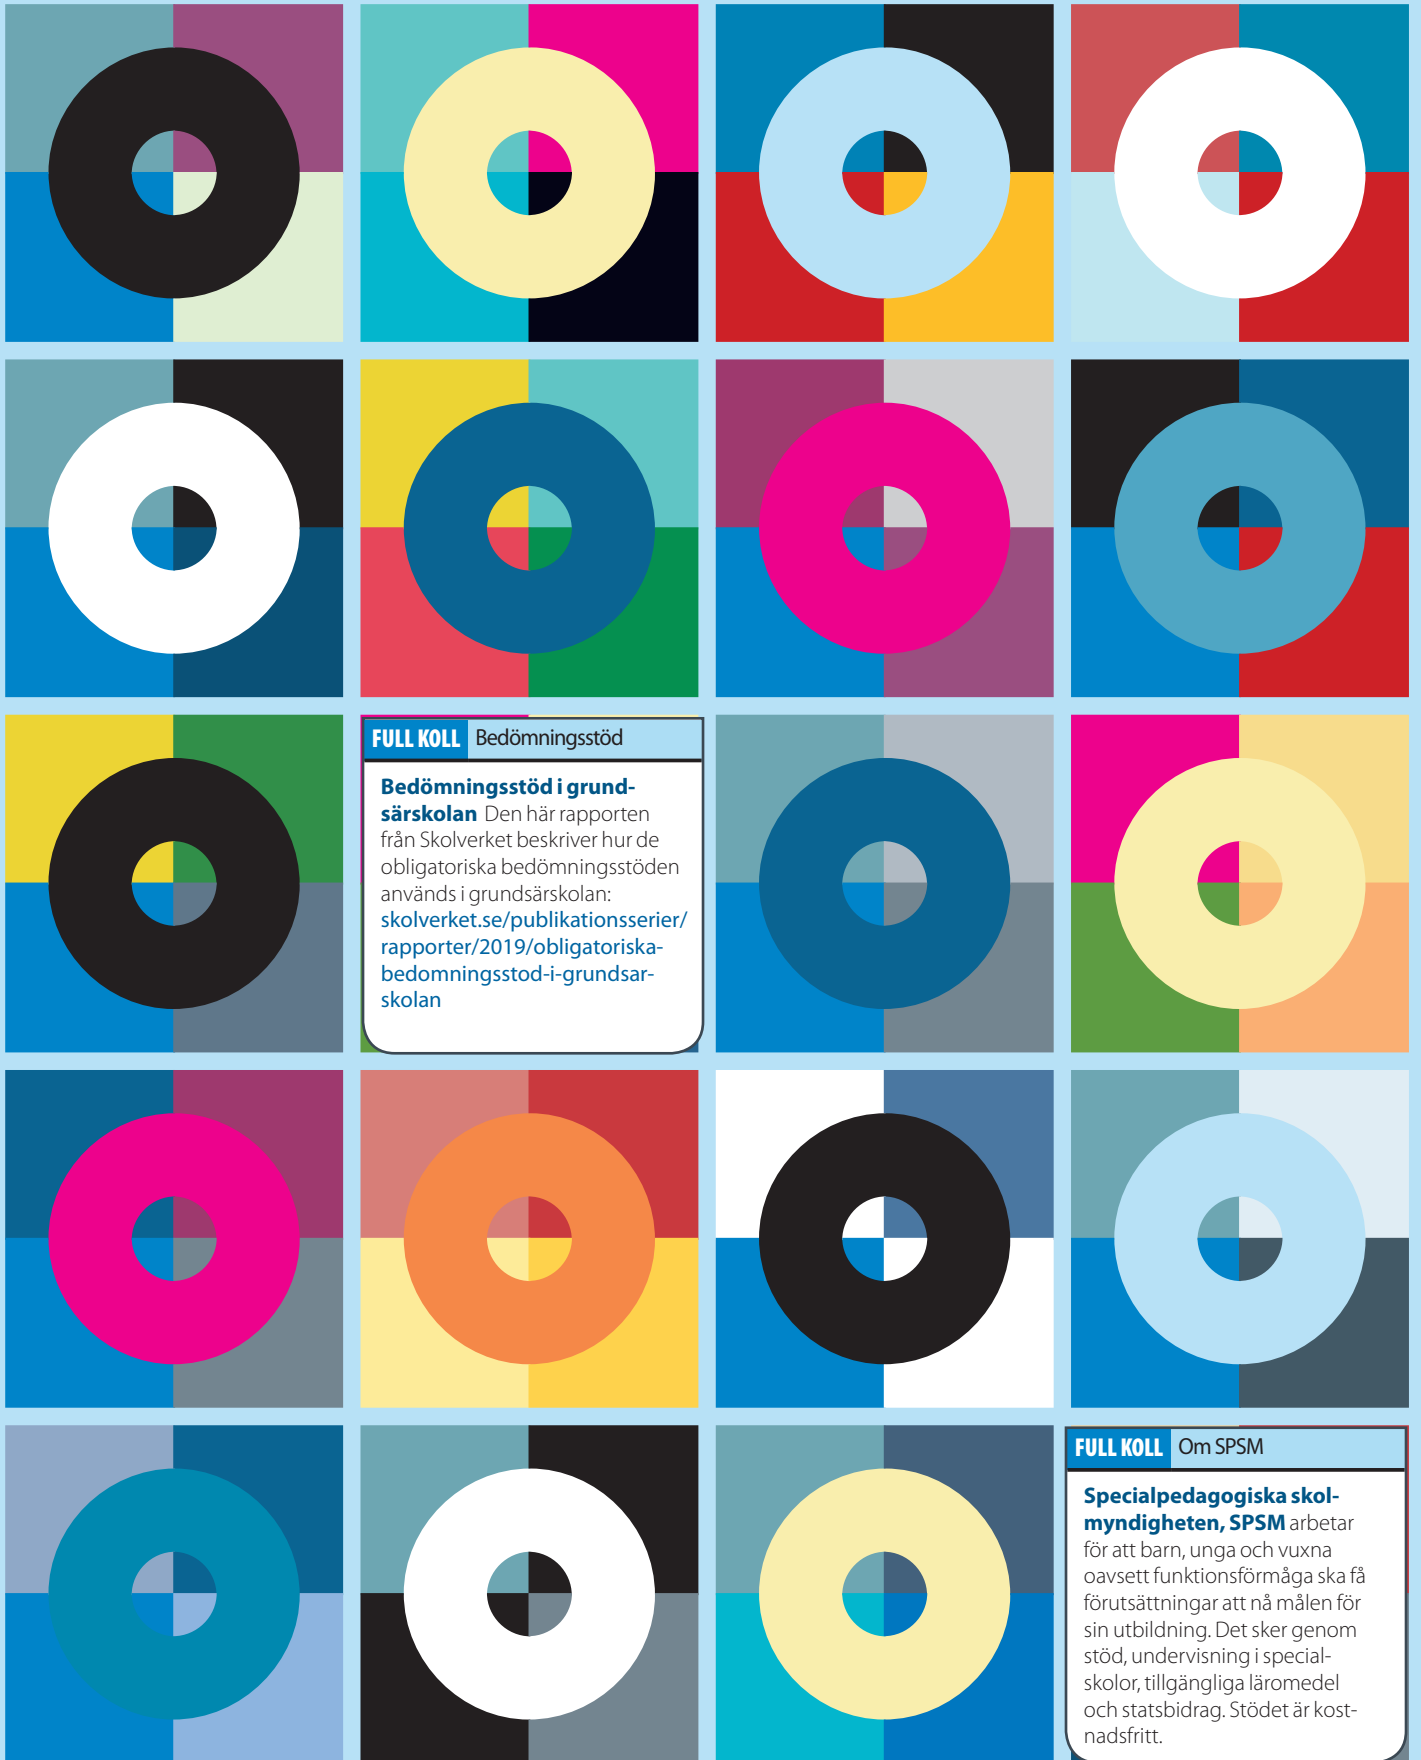 FULL KOLL Bedömningsstöd
Bedömningsstöd i grund-
särskolan Den här rapporten
från Skolverket beskriver hur de
obligatoriska bedömningsstöden
används i grundsärskolan:
skolverket.se/publikationsserier/
rapporter/2019/obligatoriska-
bedomningsstod-i-grundsar-
skolan
FULL KOLL Om SPSM
Specialpedagogiska skol-
myndigheten, SPSM arbetar
för att barn, unga och vuxna
oavsett funktionsförmåga ska få
förutsättningar att nå målen för
sin utbildning. Det sker genom
stöd, undervisning i special-
skolor, tillgängliga läromedel
och statsbidrag. Stödet är kost-
nadsfritt.